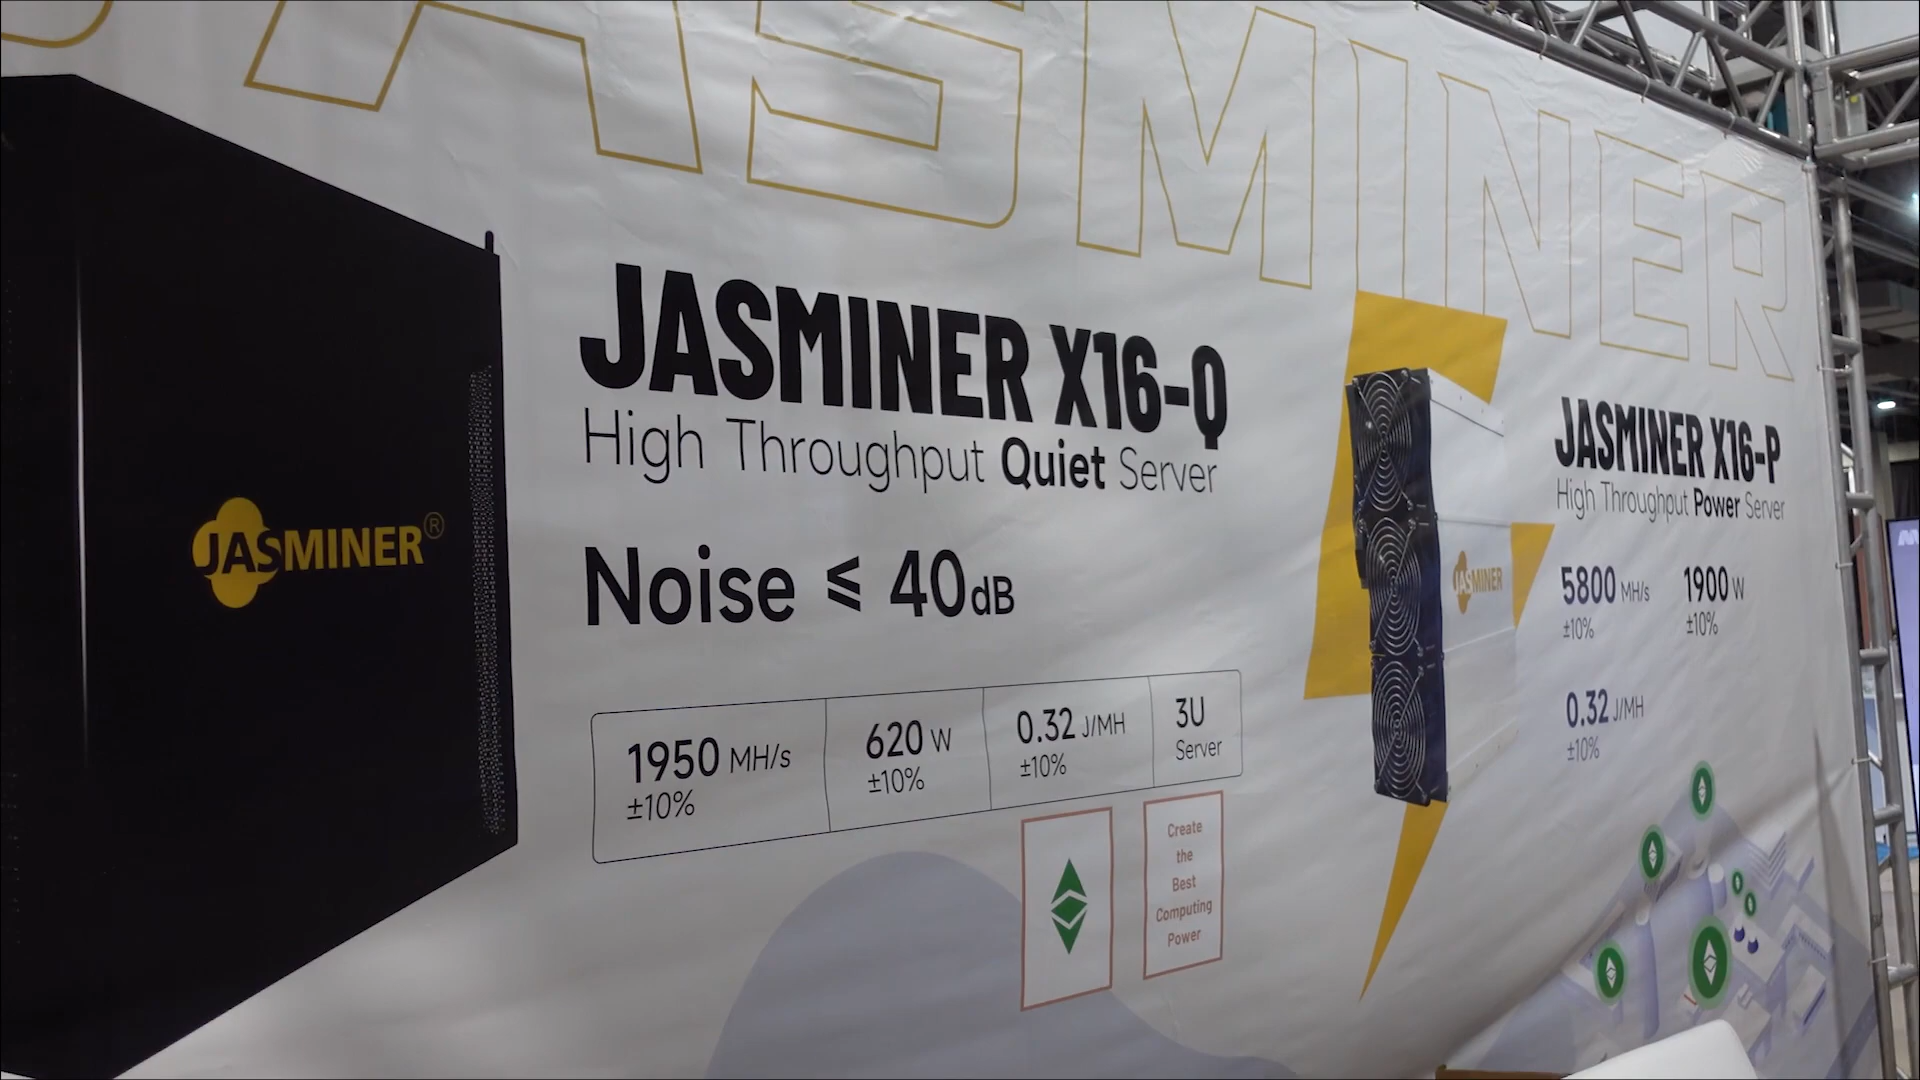 JASMINER
JASMINER®
JASMINER X16-Q
High Throughput Quiet Server
Noise ≤ 40dB
1950 MH/s
±10%
620 W
±10%
0.32 J/MH
±10%
3U
Server
Create
the
Best
Computing
Power
JASMINER
JASMINER X16-P
High Throughput Power Server
5800 MH/s
±10%
1900 W
±10%
0.32 J/MH
±10%